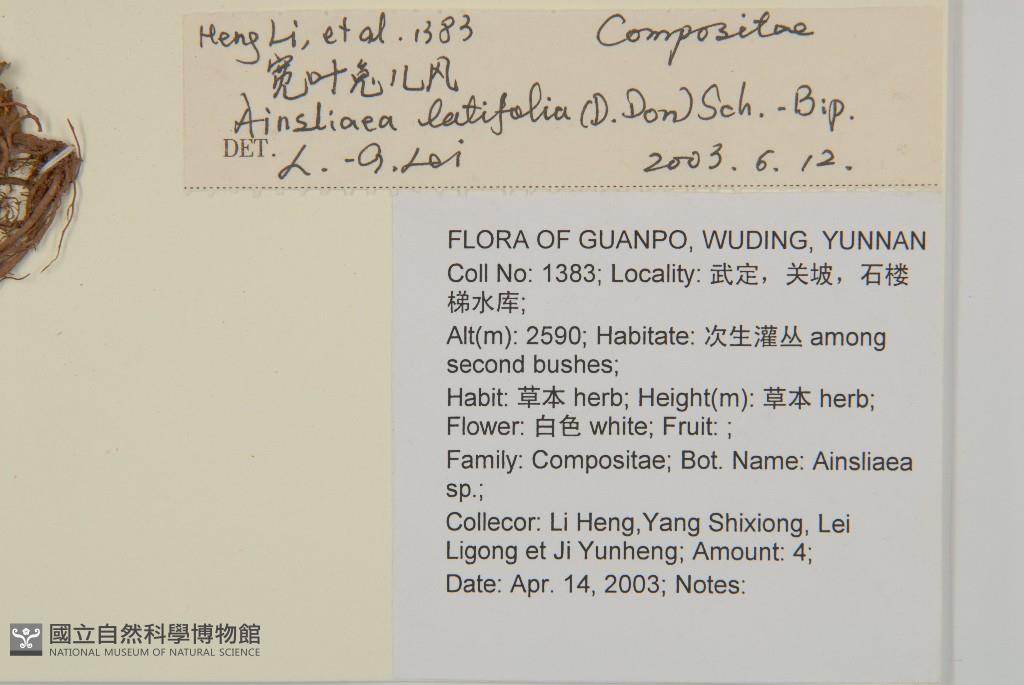 Heng Li, et al. 1383 Compositae
宽叶兔儿风
Ainsliaea latifolia (D. Don) Sch. - Bip.
DET. L. - G. Lei 2003. 6. 12.
FLORA OF GUANPO, WUDING, YUNNAN
Coll No: 1383; Locality: 武定，关坡，石楼
梯水库;
Alt(m): 2590; Habitate: 次生灌丛 among
second bushes;
Habit: 草本 herb; Height(m): 草本 herb;
Flower: 白色 white; Fruit: ;
Family: Compositae; Bot. Name: Ainsliaea
sp.;
Collecor: Li Heng,Yang Shixiong, Lei
Ligong et Ji Yunheng; Amount: 4;
Date: Apr. 14, 2003; Notes:
國立自然科學博物館
NATIONAL MUSEUM OF NATURAL SCIENCE